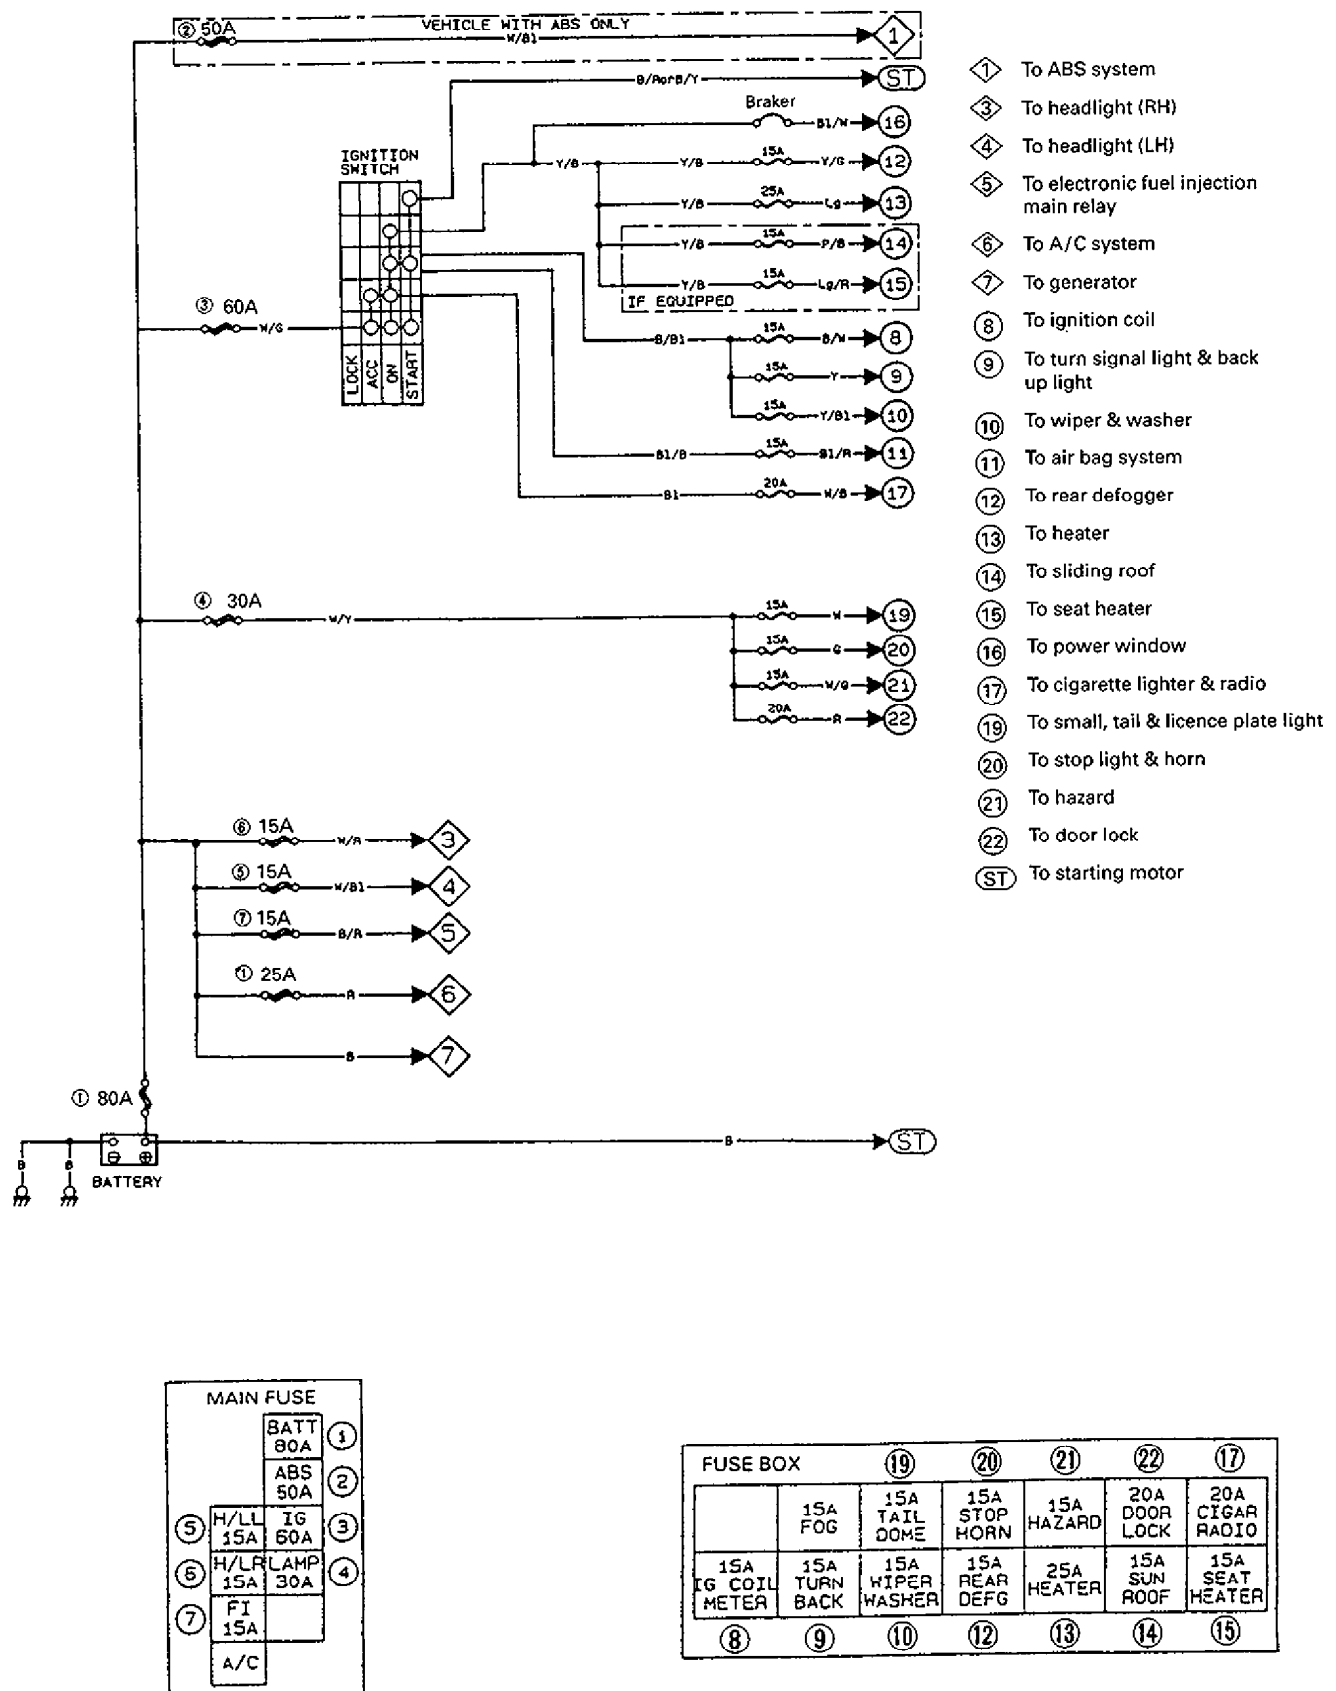 VEHICLE WITH ABS ONLY
② 50A
W/Bl
1
B/RorB/Y
ST
Braker
Bl/W
16
IGNITION
SWITCH
Y/B
Y/B
15A
Y/G
12
Y/B
25A
Lg
13
Y/B
15A
P/B
14
Y/B
15A
Lg/R
15
IF EQUIPPED
③ 60A
W/G
LOCK
ACC
ON
START
B/Bl
15A
B/W
8
15A
Y
9
15A
Y/Bl
10
Bl/B
15A
Bl/R
11
Bl
20A
W/B
17
④ 30A
W/Y
15A
W
19
15A
G
20
15A
W/G
21
20A
R
22
⑥ 15A
W/R
3
⑤ 15A
W/Bl
4
⑦ 15A
B/R
5
① 25A
R
6
B
7
① 80A
B
ST
B
B
BATTERY
1 To ABS system
3 To headlight (RH)
4 To headlight (LH)
5 To electronic fuel injection
main relay
6 To A/C system
7 To generator
8 To ignition coil
9 To turn signal light & back
up light
10 To wiper & washer
11 To air bag system
12 To rear defogger
13 To heater
14 To sliding roof
15 To seat heater
16 To power window
17 To cigarette lighter & radio
19 To small, tail & licence plate light
20 To stop light & horn
21 To hazard
22 To door lock
ST To starting motor
MAIN FUSE
BATT
80A
1
ABS
50A
2
5
H/LL
15A
IG
60A
3
6
H/LR
15A
LAMP
30A
4
7
FI
15A
A/C
FUSE BOX
19
20
21
22
17
15A
FOG
15A
TAIL
DOME
15A
STOP
HORN
15A
HAZARD
20A
DOOR
LOCK
20A
CIGAR
RADIO
15A
IG COIL
METER
15A
TURN
BACK
15A
WIPER
WASHER
15A
REAR
DEFG
25A
HEATER
15A
SUN
ROOF
15A
SEAT
HEATER
8
9
10
12
13
14
15